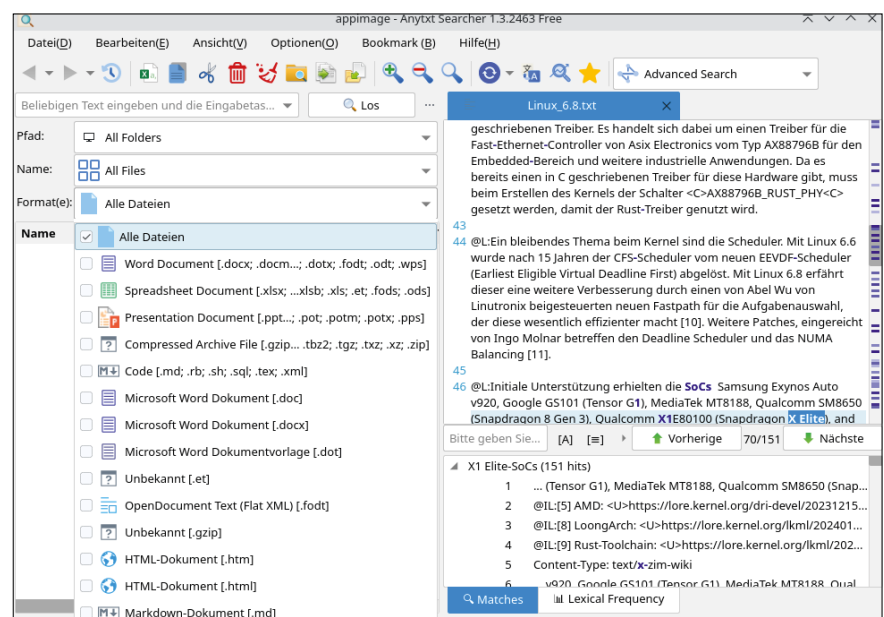 appimage - Anytxt Searcher 1.3.2463 Free
Datei(D) Bearbeiten(E) Ansicht(V) Optionen(O) Bookmark (B) Hilfe(H)
Advanced Search
Beliebigen Text eingeben und die Eingabetas...
Los
...
Pfad:
All Folders
Name:
All Files
Format(e):
Alle Dateien
Name
Alle Dateien
Word Document [.docx; .docm...; .dotx; .fodt; .odt; .wps]
Spreadsheet Document [.xlsx; ...xlsb; .xls; .et; .fods; .ods]
Presentation Document [.ppt...; .pot; .potm; .potx; .pps]
Compressed Archive File [.gzip... .tbz2; .tgz; .txz; .xz; .zip]
Code [.md; .rb; .sh; .sql; .tex; .xml]
Microsoft Word Dokument [.doc]
Microsoft Word Dokument [.docx]
Microsoft Word Dokumentvorlage [.dot]
Unbekannt [.et]
OpenDocument Text (Flat XML) [.fodt]
Unbekannt [.gzip]
HTML-Dokument [.htm]
HTML-Dokument [.html]
Markdown-Dokument [.md]
Linux_6.8.txt
geschriebenen Treiber. Es handelt sich dabei um einen Treiber für die
Fast-Ethernet-Controller von Asix Electronics vom Typ AX88796B für den
Embedded-Bereich und weitere industrielle Anwendungen. Da es
bereits einen in C geschriebenen Treiber für diese Hardware gibt, muss
beim Erstellen des Kernels der Schalter <C>AX88796B_RUST_PHY<C>
gesetzt werden, damit der Rust-Treiber genutzt wird.
43
44 @L:Ein bleibendes Thema beim Kernel sind die Scheduler. Mit Linux 6.6
wurde nach 15 Jahren der CFS-Scheduler vom neuen EEVDF-Scheduler
(Earliest Eligible Virtual Deadline First) abgelöst. Mit Linux 6.8 erfährt
dieser eine weitere Verbesserung durch einen von Abel Wu von
Linutronix beigesteuerten neuen Fastpath für die Aufgabenauswahl,
der diese wesentlich effizienter macht [10]. Weitere Patches, eingereicht
von Ingo Molnar betreffen den Deadline Scheduler und das NUMA
Balancing [11].
45
46 @L:Initiale Unterstützung erhielten die SoCs Samsung Exynos Auto
v920, Google GS101 (Tensor G1), MediaTek MT8188, Qualcomm SM8650
(Snapdragon 8 Gen 3), Qualcomm X1E80100 (Snapdragon X Elite), and
Bitte geben Sie... [A] [≡] Vorherige 70/151 Nächste
X1 Elite-SoCs (151 hits)
1 ... (Tensor G1), MediaTek MT8188, Qualcomm SM8650 (Snap...
2 @IL:[5] AMD: <U>https://lore.kernel.org/dri-devel/20231215...
3 @IL:[8] LoongArch: <U>https://lore.kernel.org/lkml/202401...
4 @IL:[9] Rust-Toolchain: <U>https://lore.kernel.org/lkml/202...
5 Content-Type: text/x-zim-wiki
6 v920, Google GS101 (Tensor G1), MediaTek MT8188, Qual...
Matches Lexical Frequency